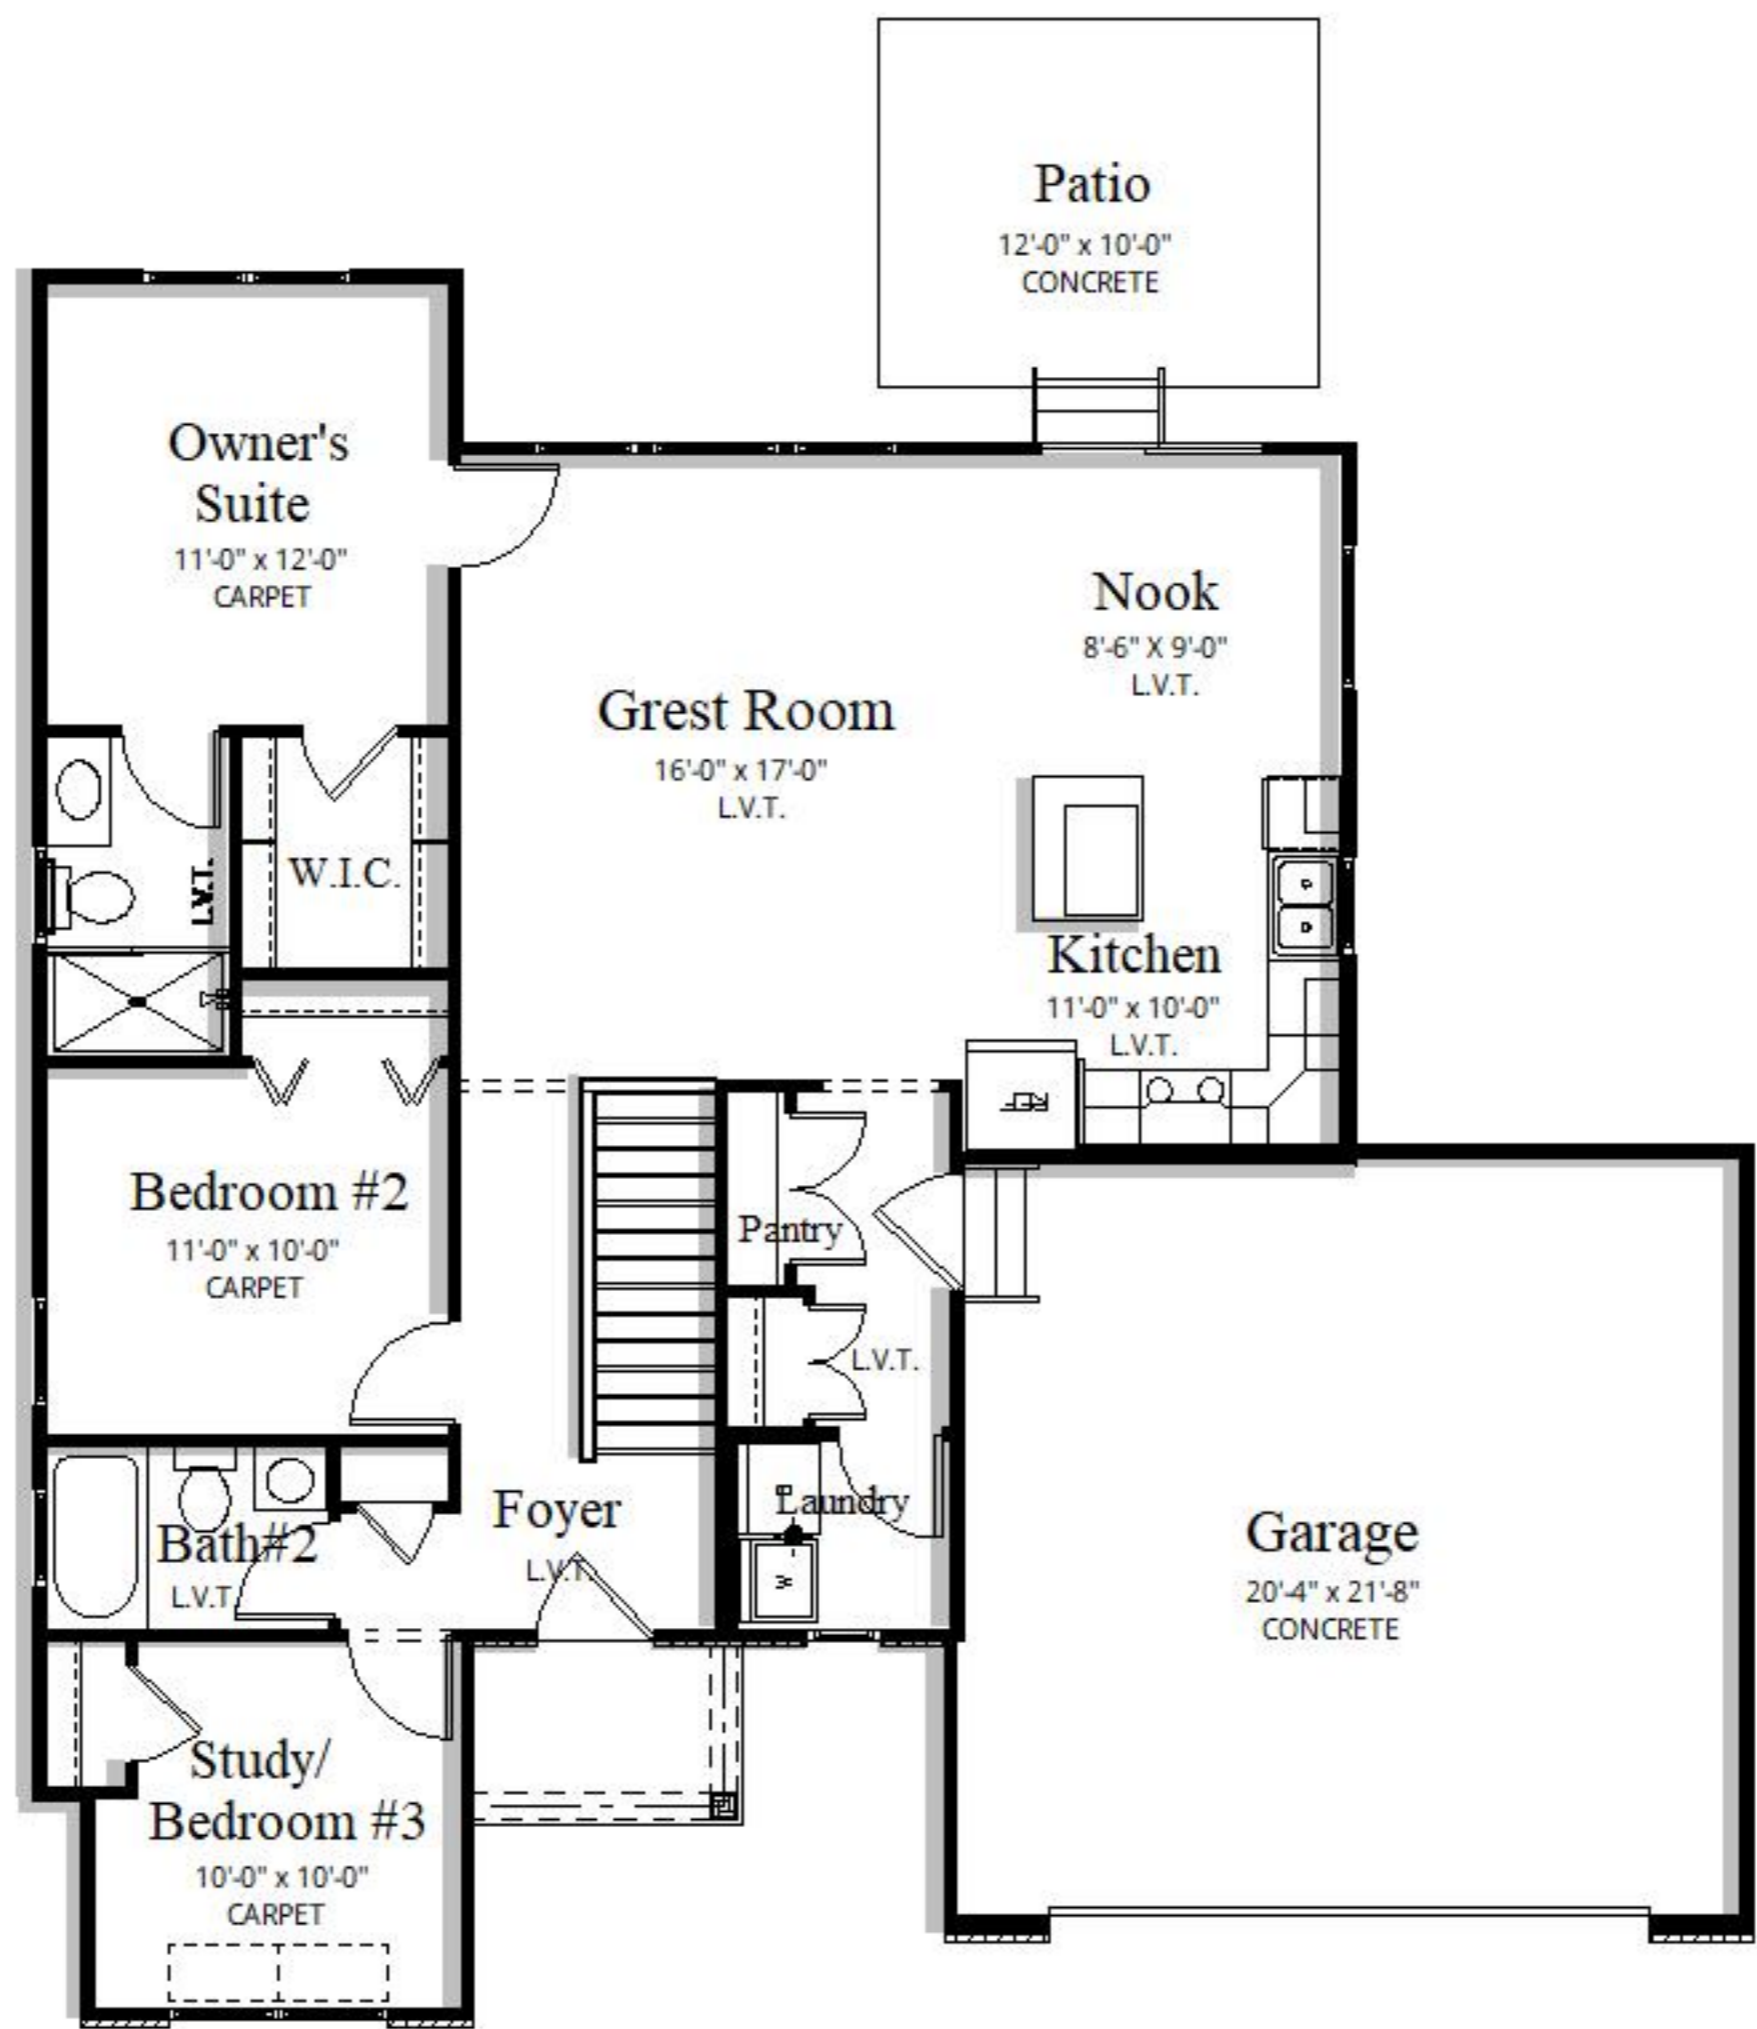 Patio
12'-0" x 10'-0"
CONCRETE
Owner's
Suite
11'-0" x 12'-0"
CARPET
Nook
8'-6" X 9'-0"
L.V.T.
Grest Room
16'-0" x 17'-0"
L.V.T.
W.I.C.
L.V.T.
Kitchen
11'-0" x 10'-0"
L.V.T.
Bedroom #2
11'-0" x 10'-0"
CARPET
Pantry
L.V.T.
Laundry
Foyer
L.V.T.
Bath#2
L.V.T
Garage
20'-4" x 21'-8"
CONCRETE
Study/
Bedroom #3
10'-0" x 10'-0"
CARPET